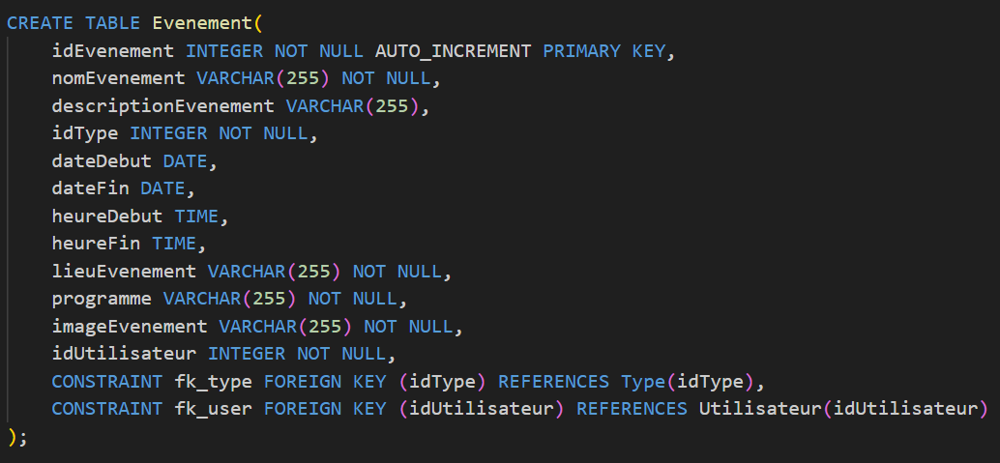 CREATE TABLE Evenement(
    idEvenement INTEGER NOT NULL AUTO_INCREMENT PRIMARY KEY,
    nomEvenement VARCHAR(255) NOT NULL,
    descriptionEvenement VARCHAR(255),
    idType INTEGER NOT NULL,
    dateDebut DATE,
    dateFin DATE,
    heureDebut TIME,
    heureFin TIME,
    lieuEvenement VARCHAR(255) NOT NULL,
    programme VARCHAR(255) NOT NULL,
    imageEvenement VARCHAR(255) NOT NULL,
    idUtilisateur INTEGER NOT NULL,
    CONSTRAINT fk_type FOREIGN KEY (idType) REFERENCES Type(idType),
    CONSTRAINT fk_user FOREIGN KEY (idUtilisateur) REFERENCES Utilisateur(idUtilisateur)
);